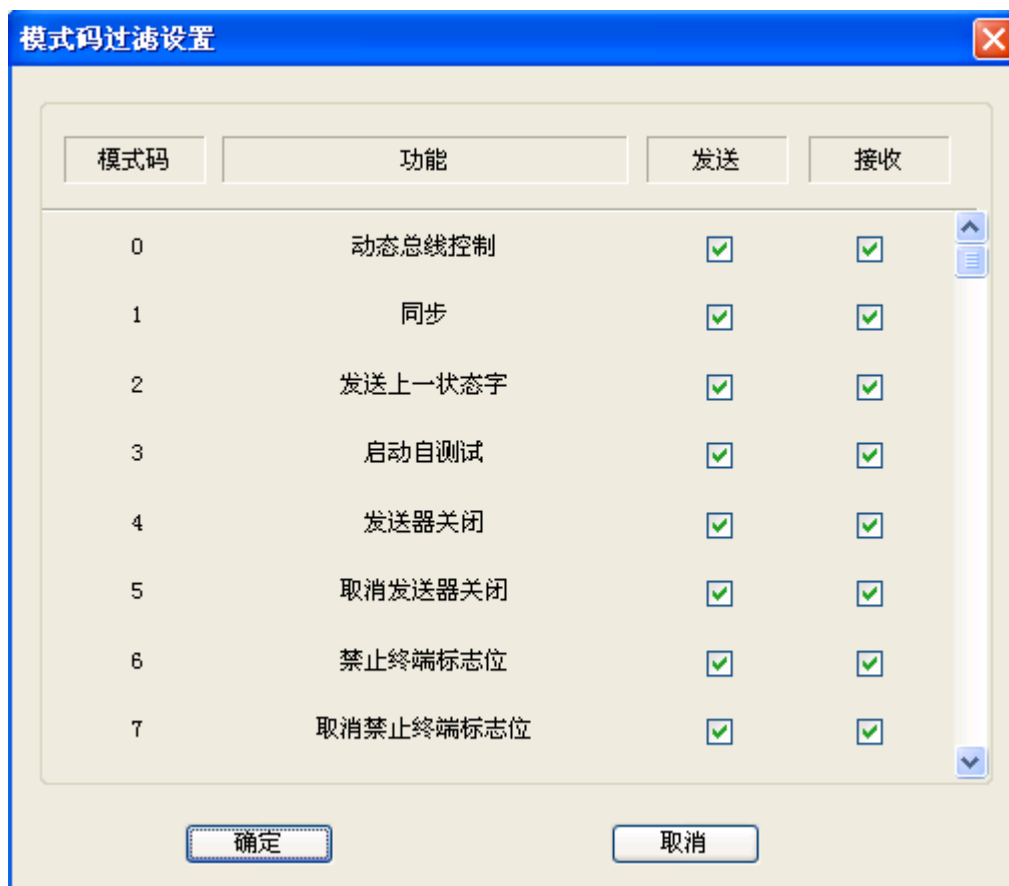 模式码过滤设置
模式码 功能 发送 接收
0 动态总线控制
1 同步
2 发送上一状态字
3 启动自测试
4 发送器关闭
5 取消发送器关闭
6 禁止终端标志位
7 取消禁止终端标志位
确定 取消